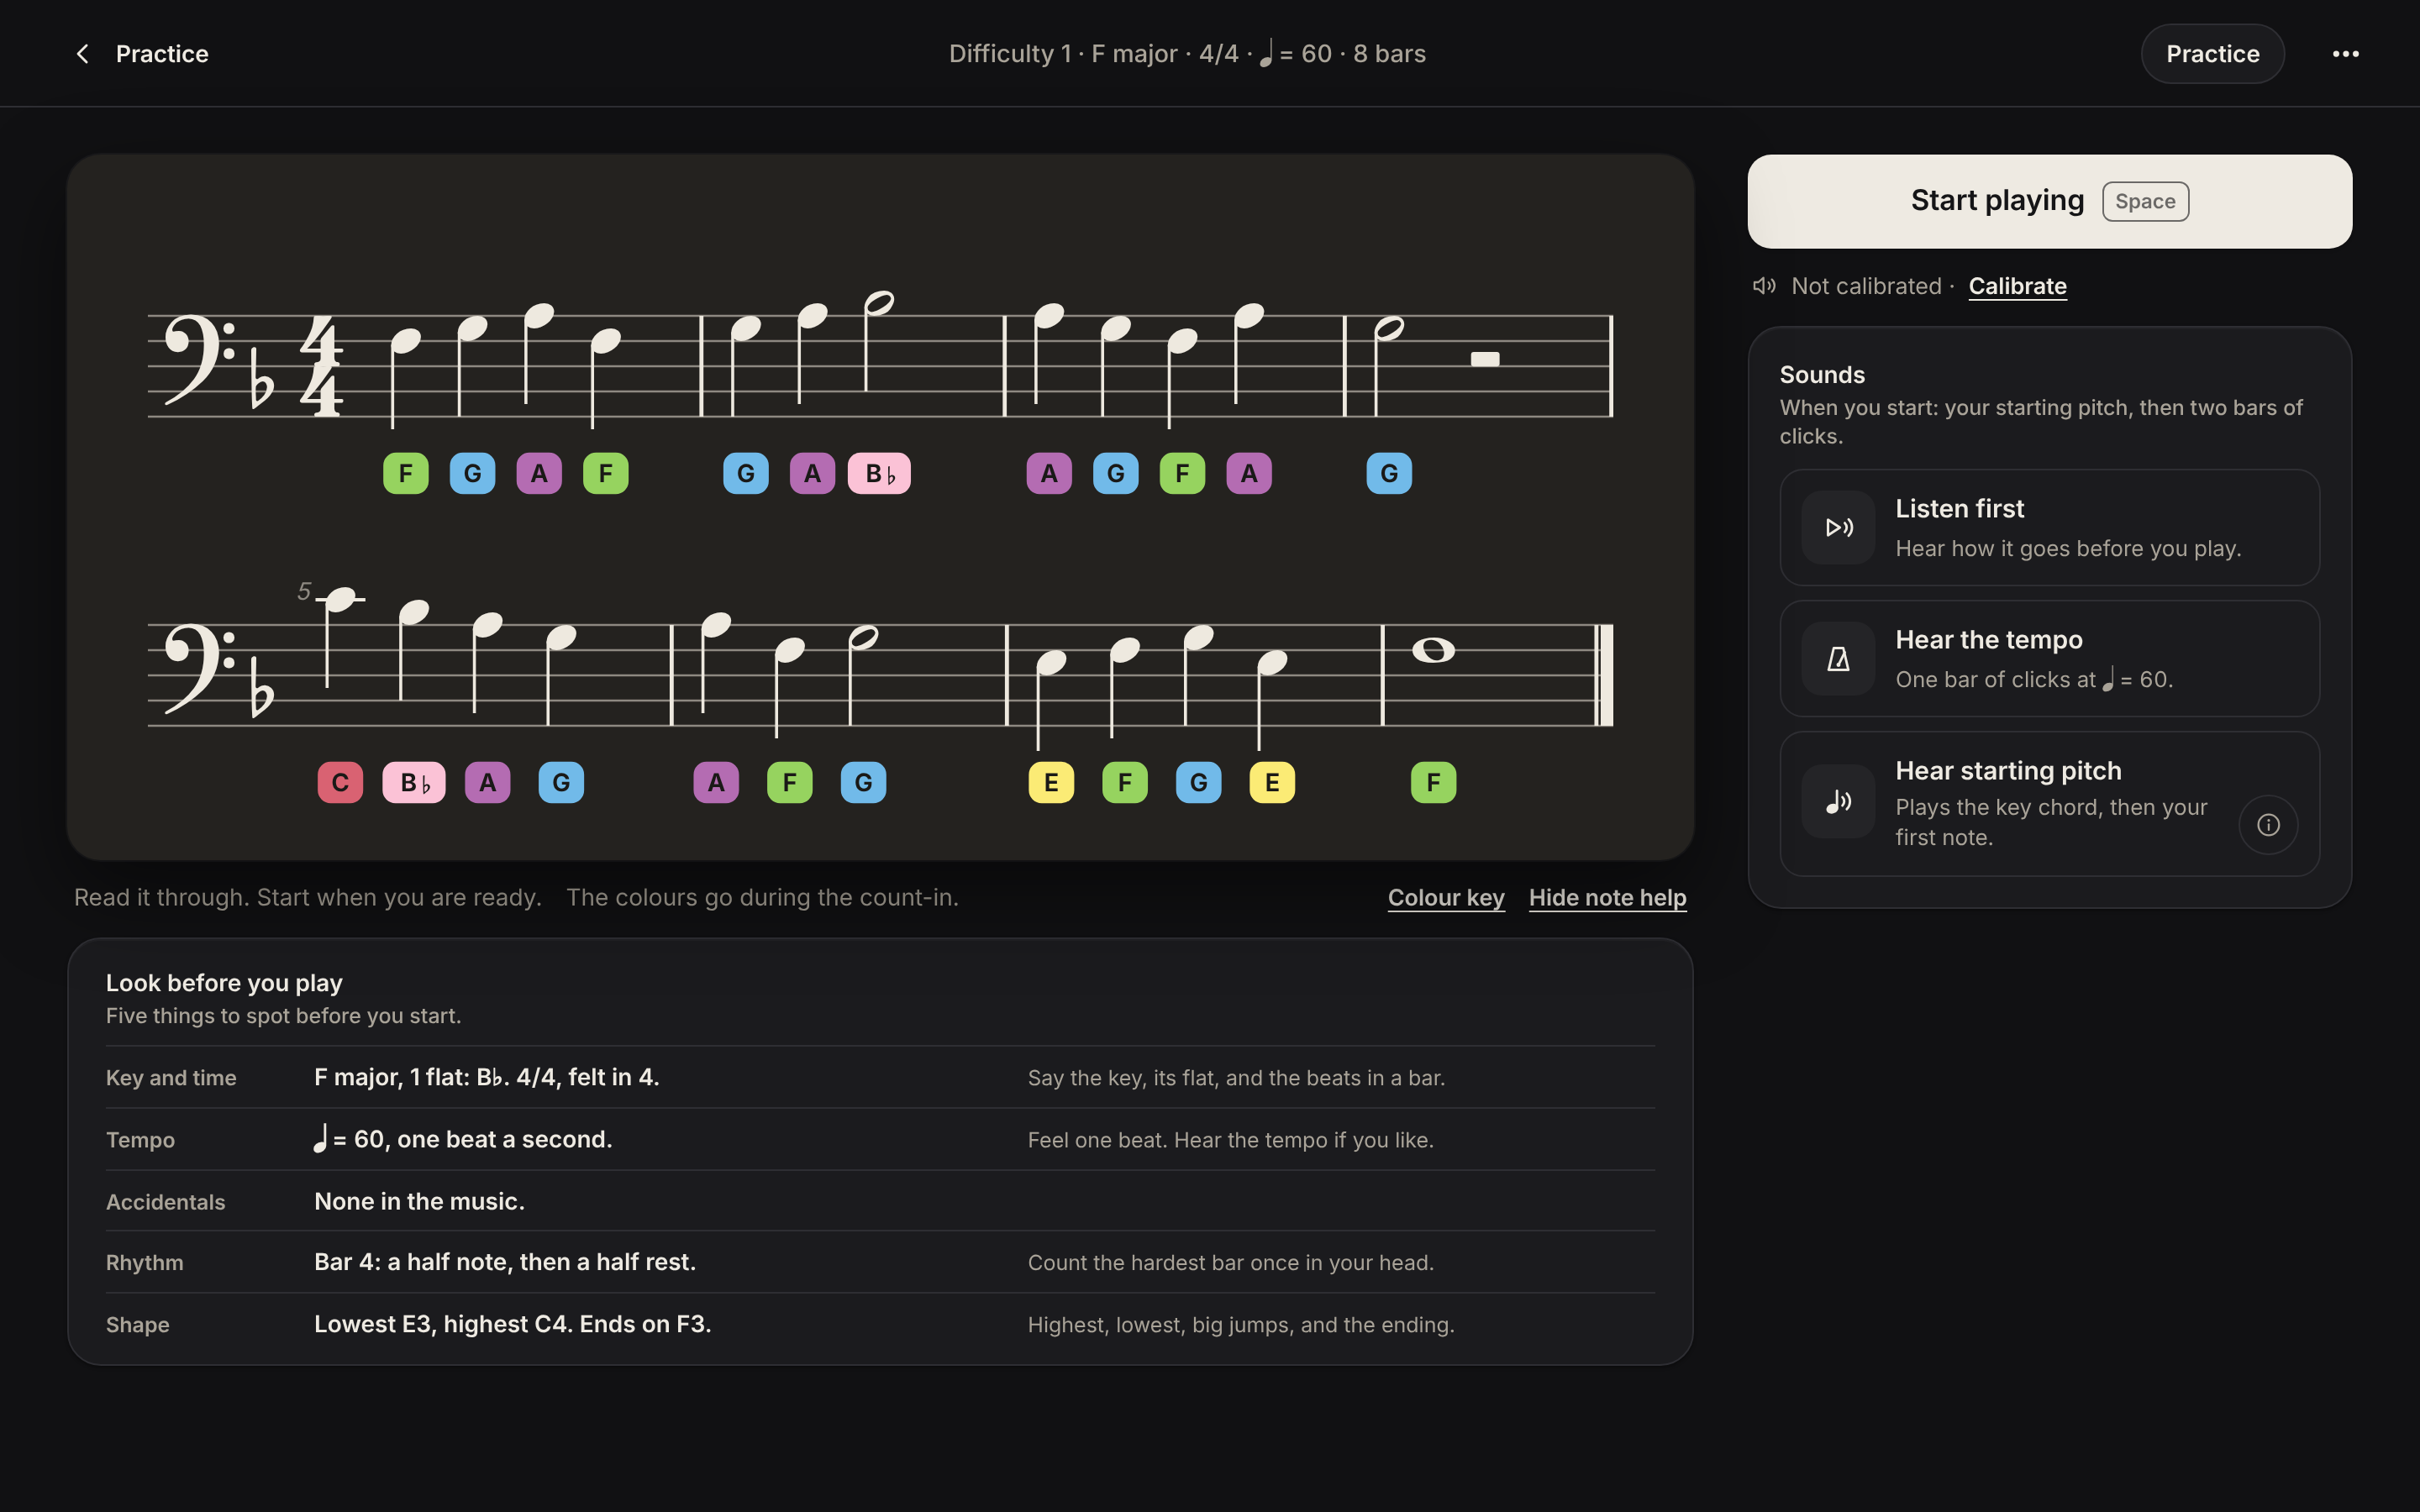 Practice
Difficulty 1 · F major · 4/4 · ♩ = 60 · 8 bars
Practice
4
4
F G A F G A B♭ A G F A G
5
C B♭ A G A F G E F G E F
Read it through. Start when you are ready. The colours go during the count-in.
Colour key Hide note help
Look before you play
Five things to spot before you start.
Key and time F major, 1 flat: B♭. 4/4, felt in 4. Say the key, its flat, and the beats in a bar.
Tempo ♩ = 60, one beat a second. Feel one beat. Hear the tempo if you like.
Accidentals None in the music.
Rhythm Bar 4: a half note, then a half rest. Count the hardest bar once in your head.
Shape Lowest E3, highest C4. Ends on F3. Highest, lowest, big jumps, and the ending.
Start playing Space
Not calibrated · Calibrate
Sounds
When you start: your starting pitch, then two bars of
clicks.
Listen first
Hear how it goes before you play.
Hear the tempo
One bar of clicks at ♩ = 60.
Hear starting pitch
Plays the key chord, then your
first note.